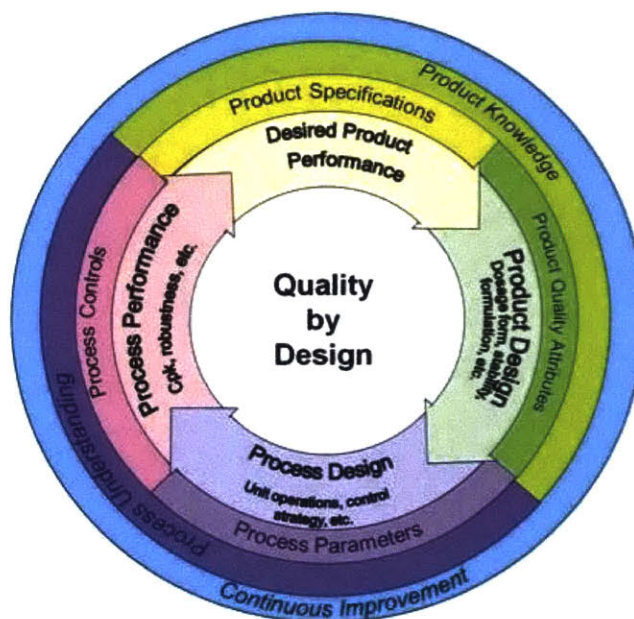 Product Knowledge
Product Specifications
Desired Product
Performance
Product Quality Attributes
Product Design
Dosage form, stability,
formulation, etc.
Process Design
Unit operations, control
strategy, etc.
Process Parameters
Process Controls
Process Performance
Cpk, robustness, etc.
Process Understanding
Continuous Improvement
Quality
by
Design